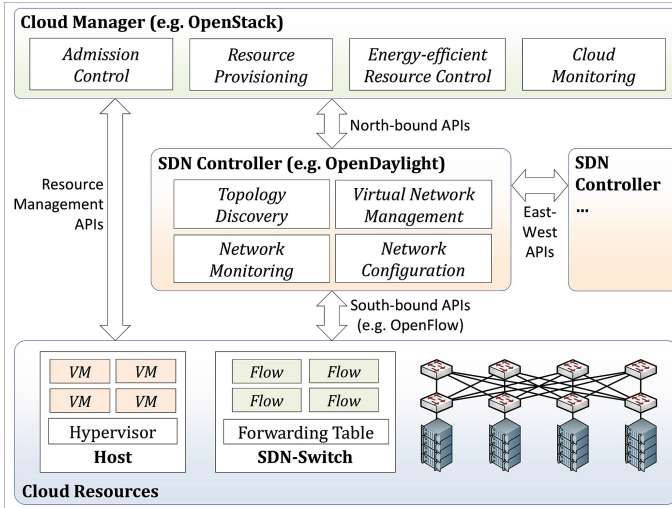 Cloud Manager (e.g. OpenStack)
Admission
Control
Resource
Provisioning
Energy-efficient
Resource Control
Cloud
Monitoring
North-bound APIs
Resource
Management
APIs
SDN Controller (e.g. OpenDaylight)
Topology
Discovery
Virtual Network
Management
Network
Monitoring
Network
Configuration
East-
West
APIs
SDN
Controller
...
South-bound APIs
(e.g. OpenFlow)
VM VM
VM VM
Hypervisor
Host
Flow Flow
Flow Flow
Forwarding Table
SDN-Switch
Cloud Resources